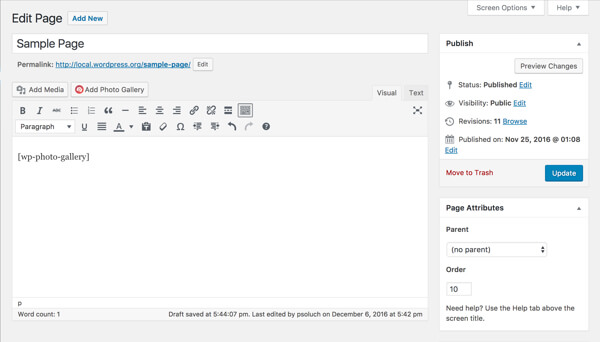 Screen Options ▼ Help ▼
Edit Page Add New
Sample Page
Permalink: http://local.wordpress.org/sample-page/ Edit
Add Media Add Photo Gallery
Visual Text
B I ABC
Paragraph U A Ω
[wp-photo-gallery]
p
Word count: 1 Draft saved at 5:44:07 pm. Last edited by psoluch on December 6, 2016 at 5:42 pm
Publish
Preview Changes
Status: Published Edit
Visibility: Public Edit
Revisions: 11 Browse
Published on: Nov 25, 2016 @ 01:08
Edit
Move to Trash Update
Page Attributes
Parent
(no parent)
Order
10
Need help? Use the Help tab above the
screen title.